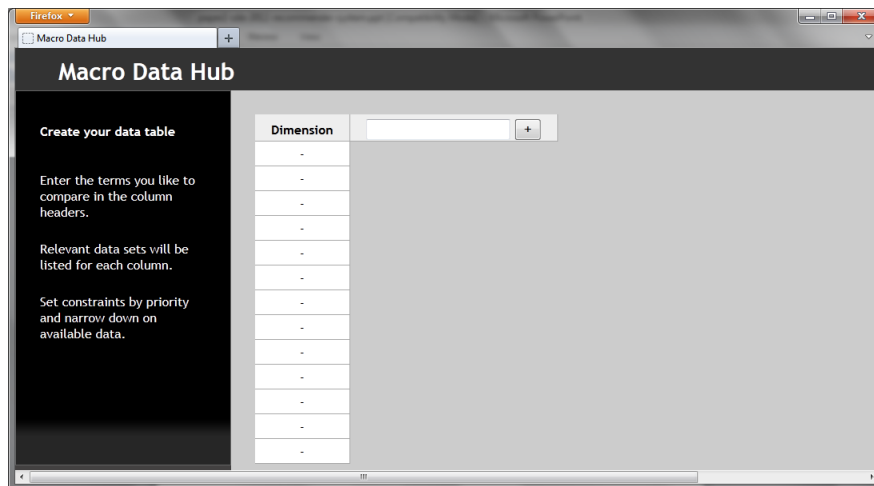 Firefox
Macro Data Hub
+
Macro Data Hub
Create your data table
Enter the terms you like to
compare in the column
headers.
Relevant data sets will be
listed for each column.
Set constraints by priority
and narrow down on
available data.
Dimension
+
-
-
-
-
-
-
-
-
-
-
-
-
-